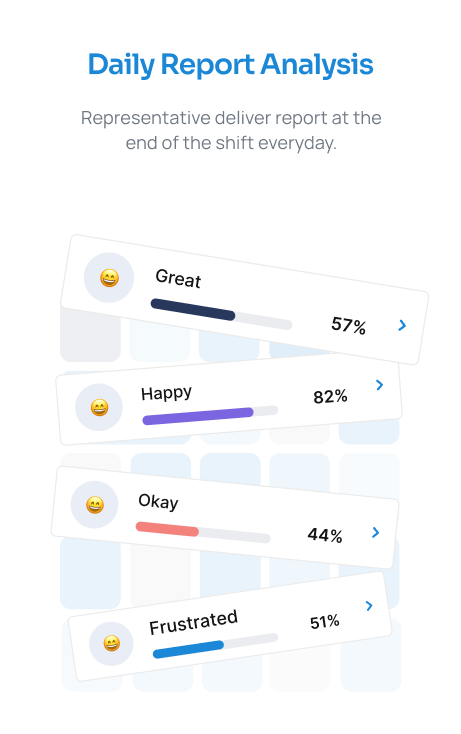 Daily Report Analysis
Representative deliver report at the
end of the shift everyday.
Great
57%
Happy
82%
Okay
44%
Frustrated
51%